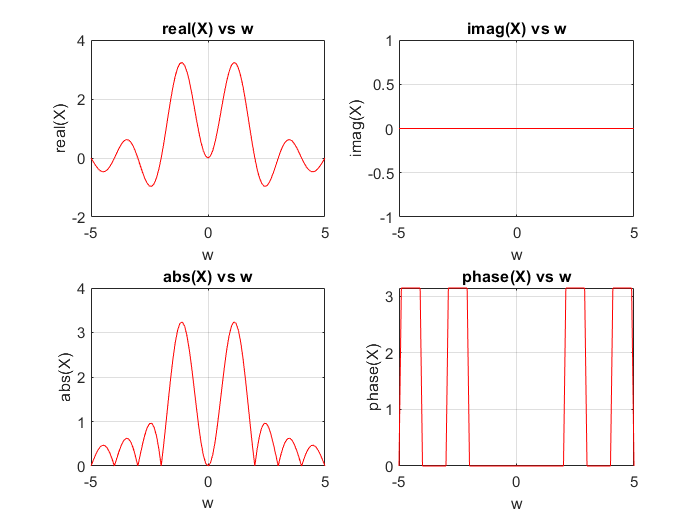 real(X) vs w
4
2
0
-2
real(X)
-5 0 5
w
imag(X) vs w
1
0.5
0
-0.5
-1
imag(X)
-5 0 5
w
abs(X) vs w
4
3
2
1
0
abs(X)
-5 0 5
w
phase(X) vs w
3
2
1
0
phase(X)
-5 0 5
w